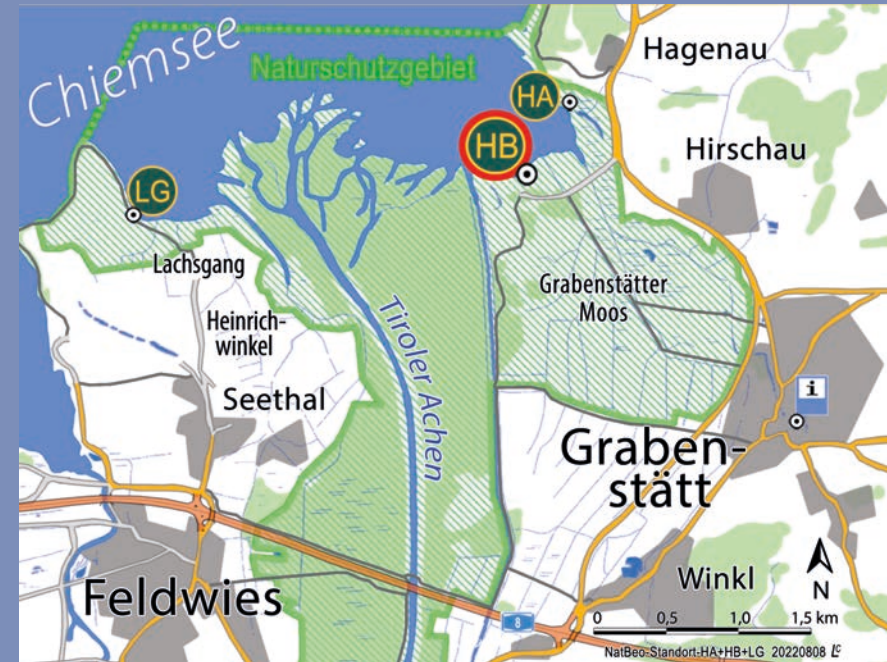 Chiemsee
Naturschutzgebiet
Hagenau
HA
HB
Hirschau
LG
Lachsgang
Grabenstätter
Moos
Heinrich-
winkel
Tiroler Achen
Seethal
i
Graben-
stätt
Feldwies
Winkl
N
8
0 0,5 1,0 1,5 km
NatBeo-Standort-HA+HB+LG 20220808 LC